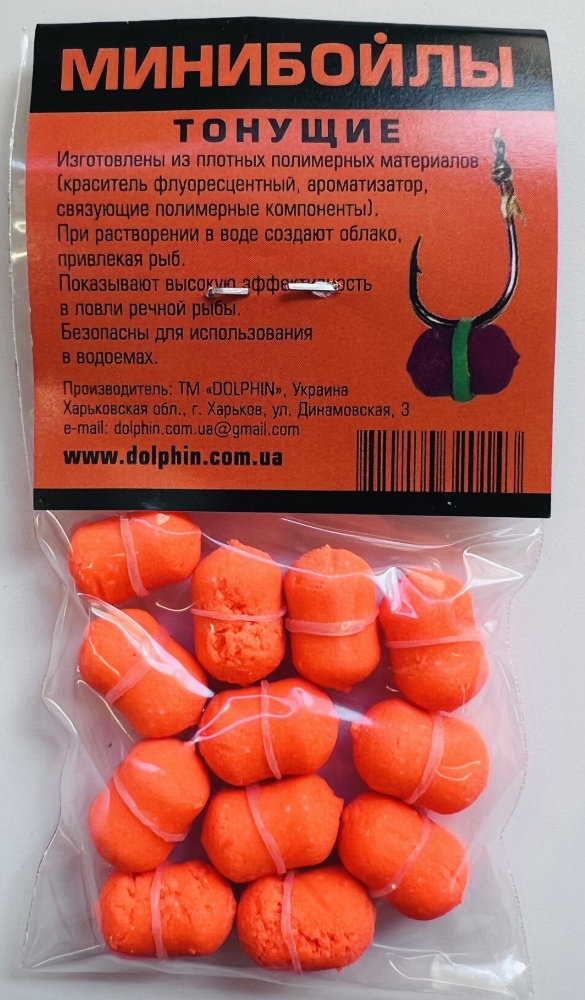 МИНИБОЙЛЫ
ТОНУЩИЕ
Изготовлены из плотных полимерных материалов
(краситель флуоресцентный, ароматизатор,
связующие полимерные компоненты).
При растворении в воде создают облако,
привлекая рыб.
Показывают высокую эффективность
в ловли речной рыбы.
Безопасны для использования
в водоемах.
Производитель: ТМ «DOLPHIN», Украина
Харьковская обл., г. Харьков, ул. Динамовская, 3
e-mail: dolphin.com.ua@gmail.com
www.dolphin.com.ua